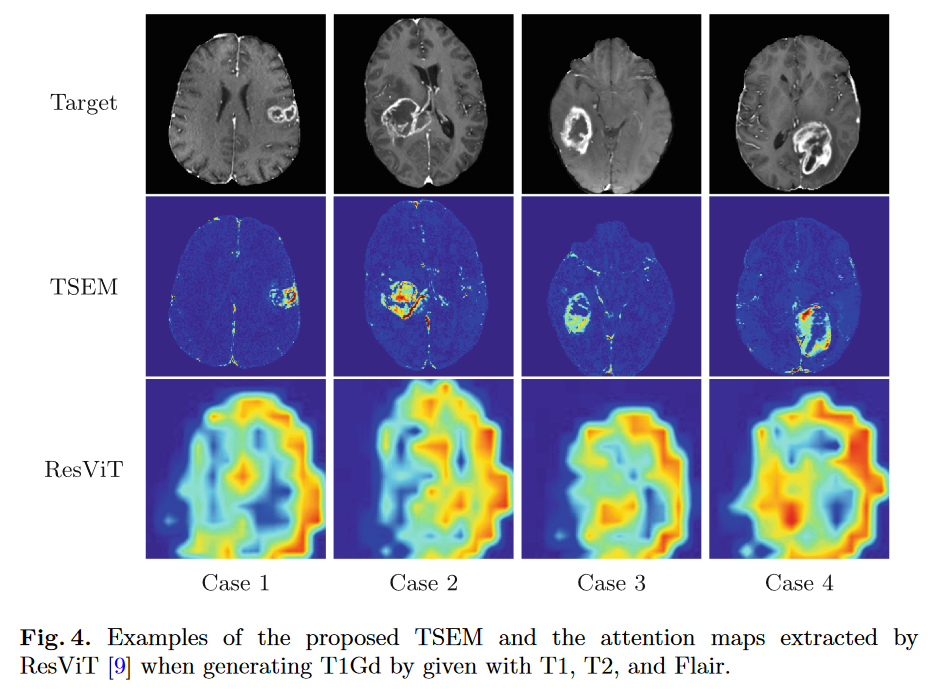 Target
TSEM
ResViT
Case 1 Case 2 Case 3 Case 4
Fig. 4. Examples of the proposed TSEM and the attention maps extracted by
ResViT [9] when generating T1Gd by given with T1, T2, and Flair.